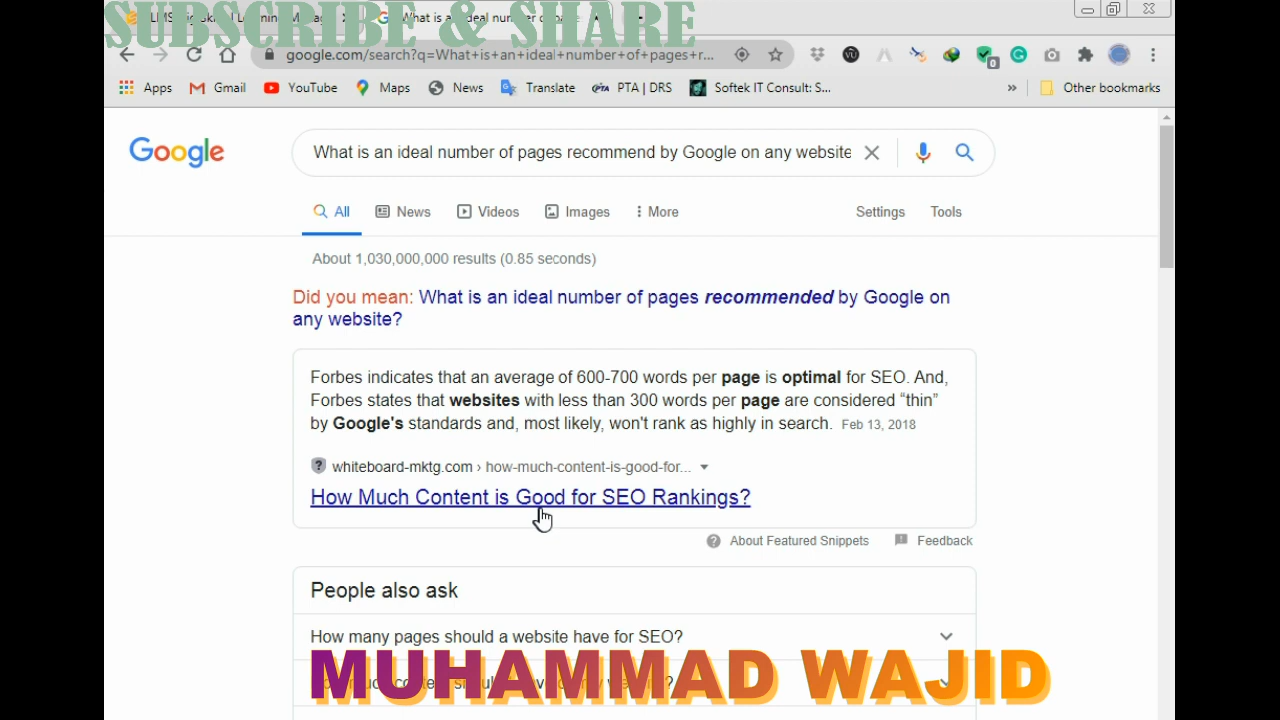 SUBSCRIBE & SHARE
google.com/search?q=What+is+an+ideal+number+of+pages+r...
0
Apps Gmail YouTube Maps News Translate PTA | DRS Softek IT Consult: S... » Other bookmarks
Google
What is an ideal number of pages recommend by Google on any website
All News Videos Images More Settings Tools
About 1,030,000,000 results (0.85 seconds)
Did you mean: What is an ideal number of pages recommended by Google on
any website?
Forbes indicates that an average of 600-700 words per page is optimal for SEO. And,
Forbes states that websites with less than 300 words per page are considered “thin”
by Google's standards and, most likely, won't rank as highly in search. Feb 13, 2018
whiteboard-mktg.com › how-much-content-is-good-for...
How Much Content is Good for SEO Rankings?
About Featured Snippets Feedback
People also ask
How many pages should a website have for SEO?
MUHAMMAD WAJID